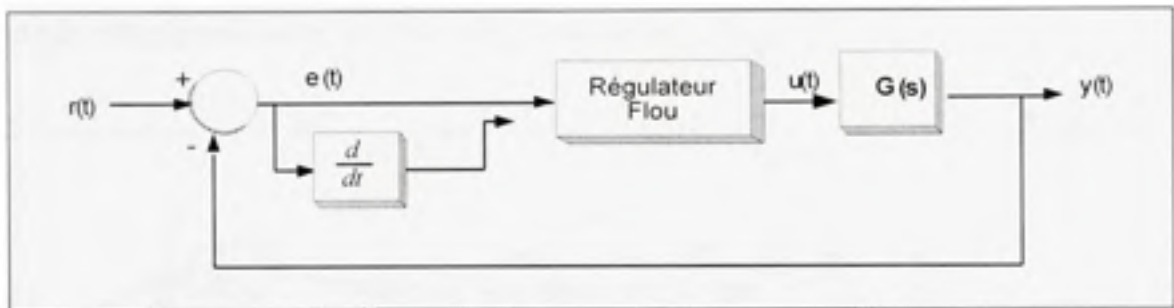 r(t)
+
-
e(t)
d
dt
Régulateur
Flou
u(t)
G(s)
y(t)